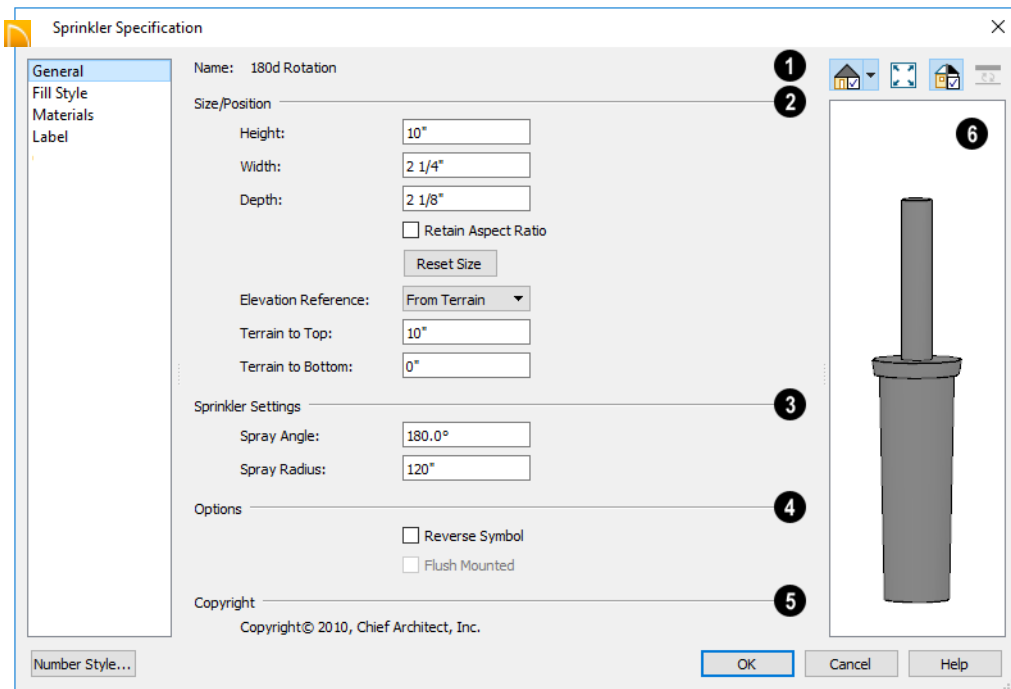 Sprinkler Specification
General
Fill Style
Materials
Label
Name: 180d Rotation
1
Size/Position
2
Height: 10"
Width: 2 1/4"
Depth: 2 1/8"
Retain Aspect Ratio
Reset Size
Elevation Reference: From Terrain
Terrain to Top: 10"
Terrain to Bottom: 0"
Sprinkler Settings
3
Spray Angle: 180.0°
Spray Radius: 120"
Options
4
Reverse Symbol
Flush Mounted
Copyright
5
Copyright© 2010, Chief Architect, Inc.
6
Number Style...
OK
Cancel
Help